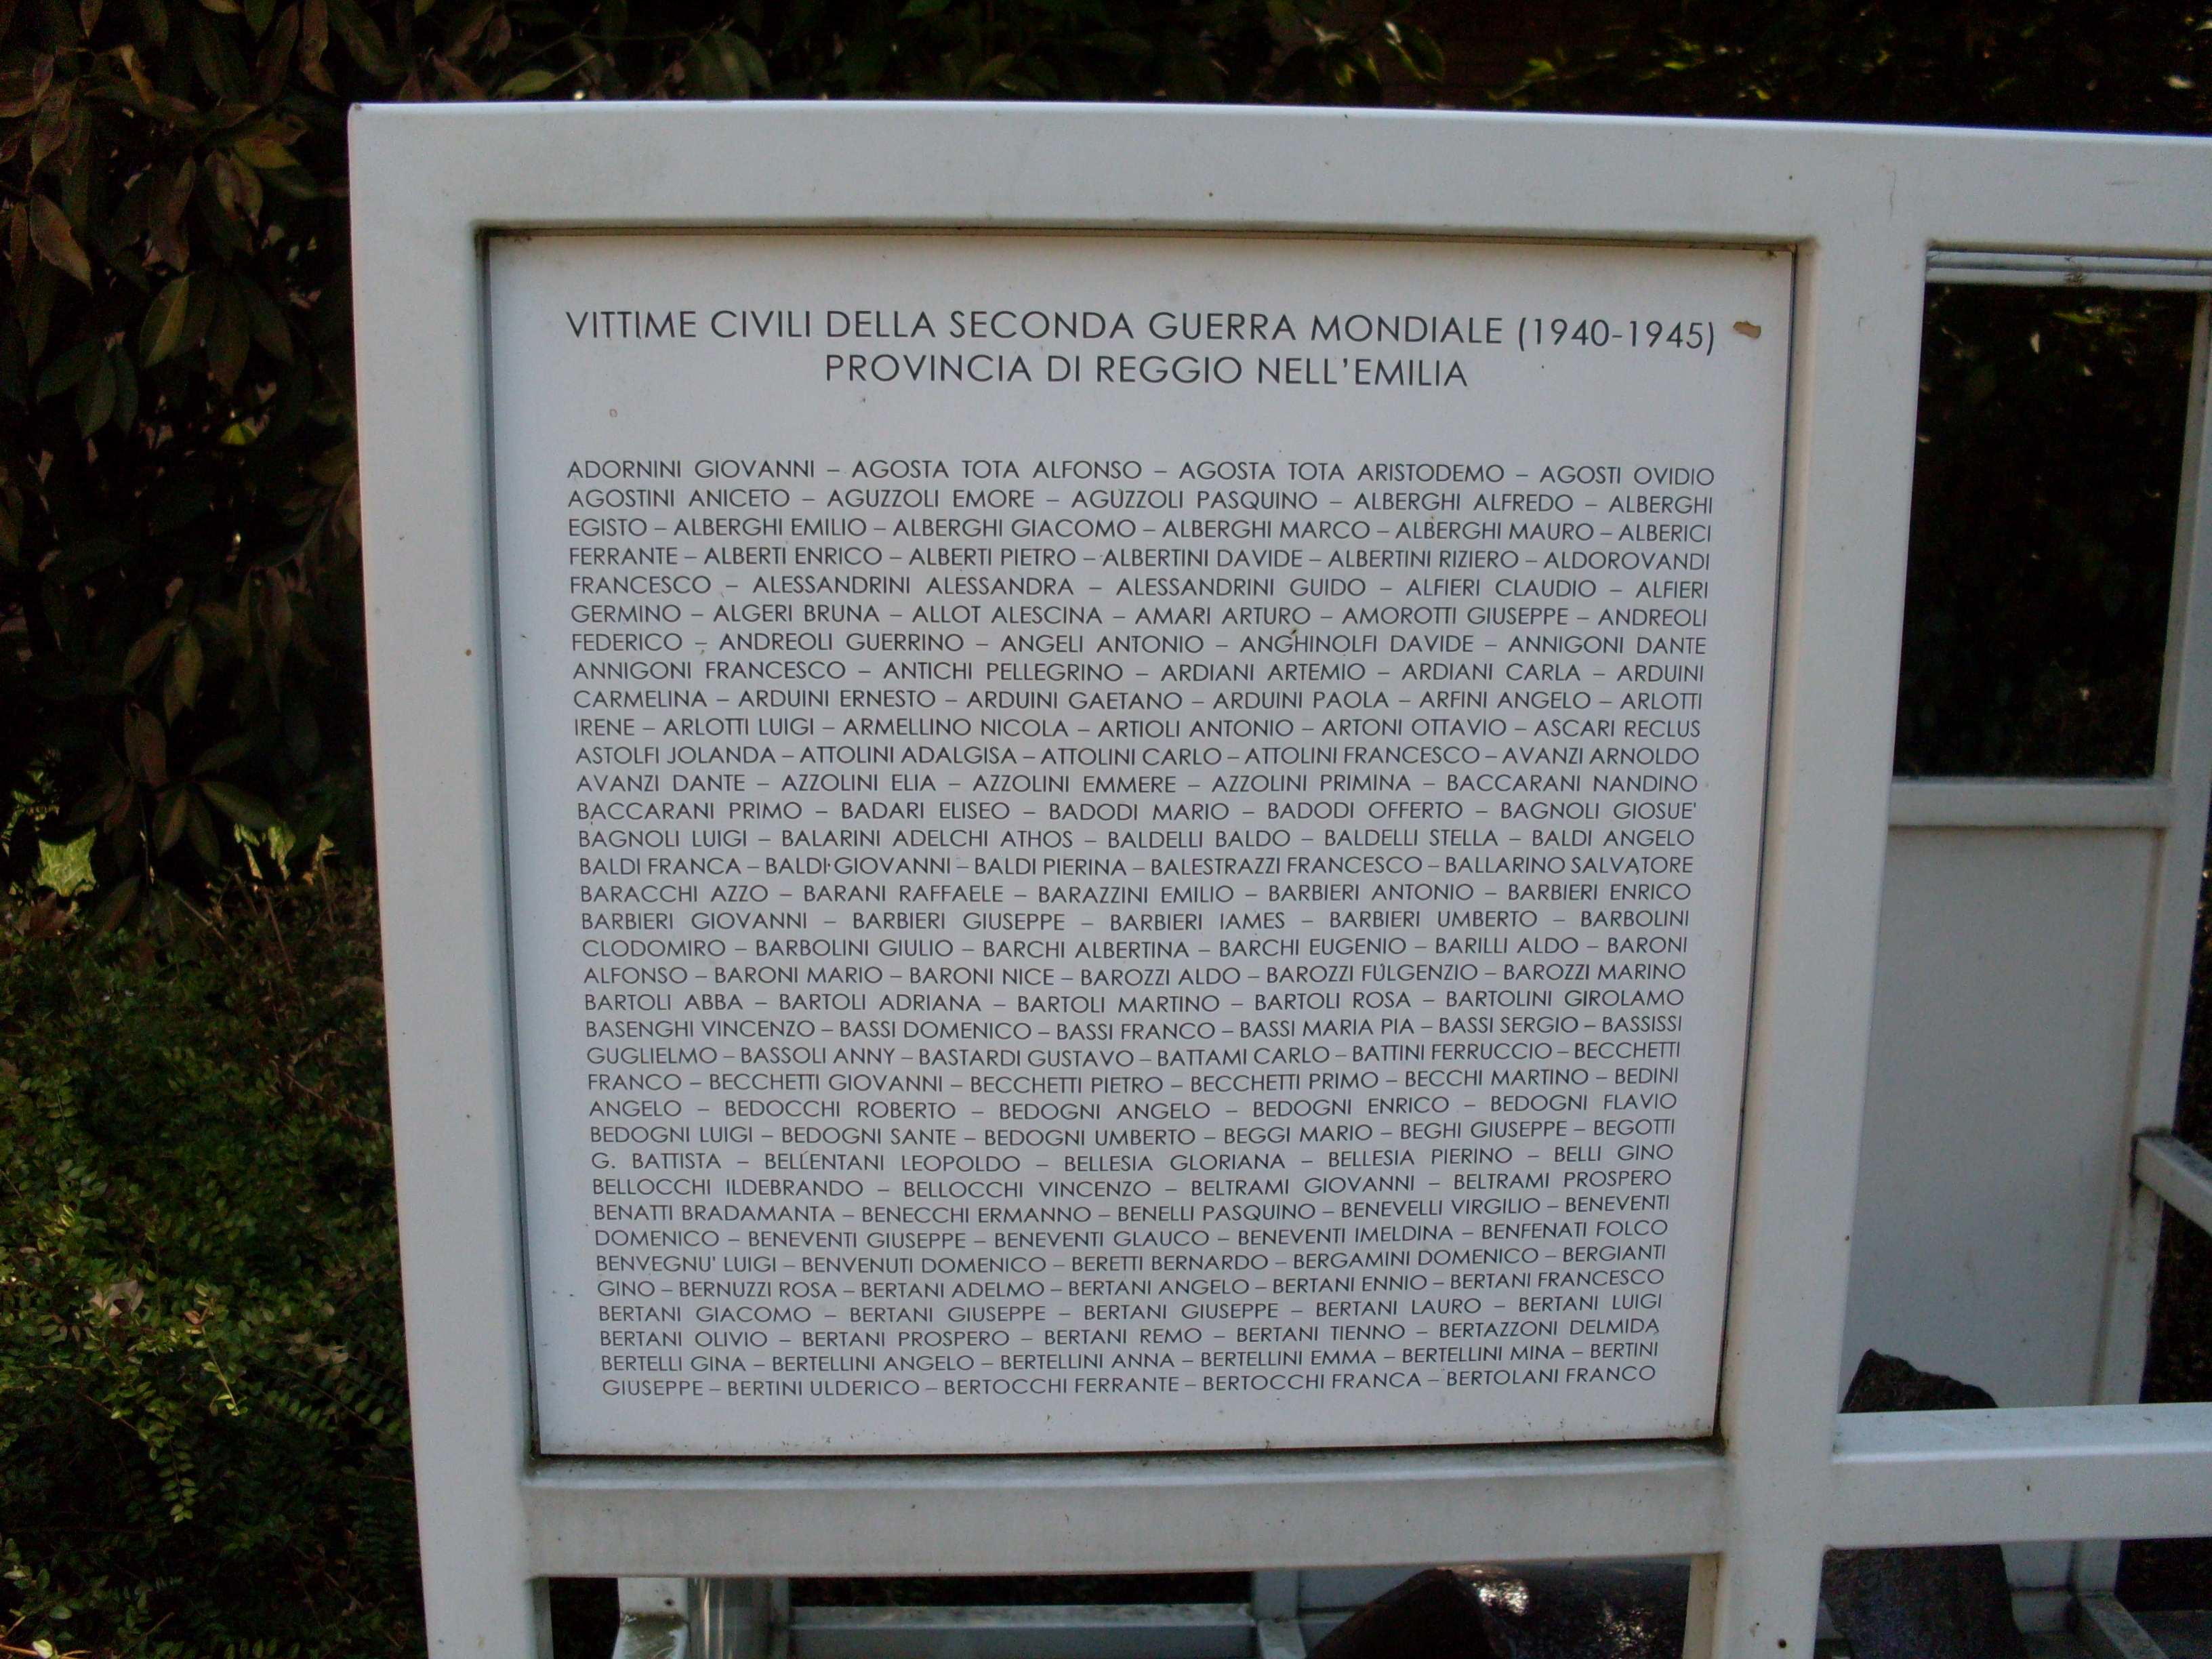 VITTIME CIVILI DELLA SECONDA GUERRA MONDIALE (1940-1945)
PROVINCIA DI REGGIO NELL'EMILIA
ADORNINI GIOVANNI – AGOSTA TOTA ALFONSO – AGOSTA TOTA ARISTODEMO – AGOSTI OVIDIO
AGOSTINI ANICETO – AGUZZOLI EMORE – AGUZZOLI PASQUINO – ALBERGHI ALFREDO – ALBERGHI
EGISTO – ALBERGHI EMILIO – ALBERGHI GIACOMO – ALBERGHI MARCO – ALBERGHI MAURO – ALBERICI
FERRANTE – ALBERTI ENRICO – ALBERTI PIETRO – ALBERTINI DAVIDE – ALBERTINI RIZIERO – ALDOROVANDI
FRANCESCO – ALESSANDRINI ALESSANDRA – ALESSANDRINI GUIDO – ALFIERI CLAUDIO – ALFIERI
GERMINO – ALGERI BRUNA – ALLOT ALESCINA – AMARI ARTURO – AMOROTTI GIUSEPPE – ANDREOLI
FEDERICO – ANDREOLI GUERRINO – ANGELI ANTONIO – ANGHINOLFI DAVIDE – ANNIGONI DANTE
ANNIGONI FRANCESCO – ANTICHI PELLEGRINO – ARDIANI ARTEMIO – ARDIANI CARLA – ARDUINI
CARMELINA – ARDUINI ERNESTO – ARDUINI GAETANO – ARDUINI PAOLA – ARFINI ANGELO – ARLOTTI
IRENE – ARLOTTI LUIGI – ARMELLINO NICOLA – ARTIOLI ANTONIO – ARTONI OTTAVIO – ASCARI RECLUS
ASTOLFI JOLANDA – ATTOLINI ADALGISA – ATTOLINI CARLO – ATTOLINI FRANCESCO – AVANZI ARNOLDO
AVANZI DANTE – AZZOLINI ELIA – AZZOLINI EMMERE – AZZOLINI PRIMINA – BACCARANI NANDINO
BACCARANI PRIMO – BADARI ELISEO – BADODI MARIO – BADODI OFFERTO – BAGNOLI GIOSUE'
BAGNOLI LUIGI – BALARINI ADELCHI ATHOS – BALDELLI BALDO – BALDELLI STELLA – BALDI ANGELO
BALDI FRANCA – BALDI GIOVANNI – BALDI PIERINA – BALESTRAZZI FRANCESCO – BALLARINO SALVATORE
BARACCHI AZZO – BARANI RAFFAELE – BARAZZINI EMILIO – BARBIERI ANTONIO – BARBIERI ENRICO
BARBIERI GIOVANNI – BARBIERI GIUSEPPE – BARBIERI IAMES – BARBIERI UMBERTO – BARBOLINI
CLODOMIRO – BARBOLINI GIULIO – BARCHI ALBERTINA – BARCHI EUGENIO – BARILLI ALDO – BARONI
ALFONSO – BARONI MARIO – BARONI NICE – BAROZZI ALDO – BAROZZI FULGENZIO – BAROZZI MARINO
BARTOLI ABBA – BARTOLI ADRIANA – BARTOLI MARTINO – BARTOLI ROSA – BARTOLINI GIROLAMO
BASENGHI VINCENZO – BASSI DOMENICO – BASSI FRANCO – BASSI MARIA PIA – BASSI SERGIO – BASSISSI
GUGLIELMO – BASSOLI ANNY – BASTARDI GUSTAVO – BATTAMI CARLO – BATTINI FERRUCCIO – BECCHETTI
FRANCO – BECCHETTI GIOVANNI – BECCHETTI PIETRO – BECCHETTI PRIMO – BECCHI MARTINO – BEDINI
ANGELO – BEDOCCHI ROBERTO – BEDOGNI ANGELO – BEDOGNI ENRICO – BEDOGNI FLAVIO
BEDOGNI LUIGI – BEDOGNI SANTE – BEDOGNI UMBERTO – BEGGI MARIO – BEGHI GIUSEPPE – BEGOTTI
G. BATTISTA – BELLENTANI LEOPOLDO – BELLESIA GLORIANA – BELLESIA PIERINO – BELLI GINO
BELLOCCHI ILDEBRANDO – BELLOCCHI VINCENZO – BELTRAMI GIOVANNI – BELTRAMI PROSPERO
BENATTI BRADAMANTA – BENECCHI ERMANNO – BENELLI PASQUINO – BENEVELLI VIRGILIO – BENEVENTI
DOMENICO – BENEVENTI GIUSEPPE – BENEVENTI GLAUCO – BENEVENTI IMELDINA – BENFENATI FOLCO
BENVEGNU' LUIGI – BENVENUTI DOMENICO – BERETTI BERNARDO – BERGAMINI DOMENICO – BERGIANTI
GINO – BERNUZZI ROSA – BERTANI ADELMO – BERTANI ANGELO – BERTANI ENNIO – BERTANI FRANCESCO
BERTANI GIACOMO – BERTANI GIUSEPPE – BERTANI GIUSEPPE – BERTANI LAURO – BERTANI LUIGI
BERTANI OLIVIO – BERTANI PROSPERO – BERTANI REMO – BERTANI TIENNO – BERTAZZONI DELMIDA
BERTELLI GINA – BERTELLINI ANGELO – BERTELLINI ANNA – BERTELLINI EMMA – BERTELLINI MINA – BERTINI
GIUSEPPE – BERTINI ULDERICO – BERTOCCHI FERRANTE – BERTOCCHI FRANCA – BERTOLANI FRANCO